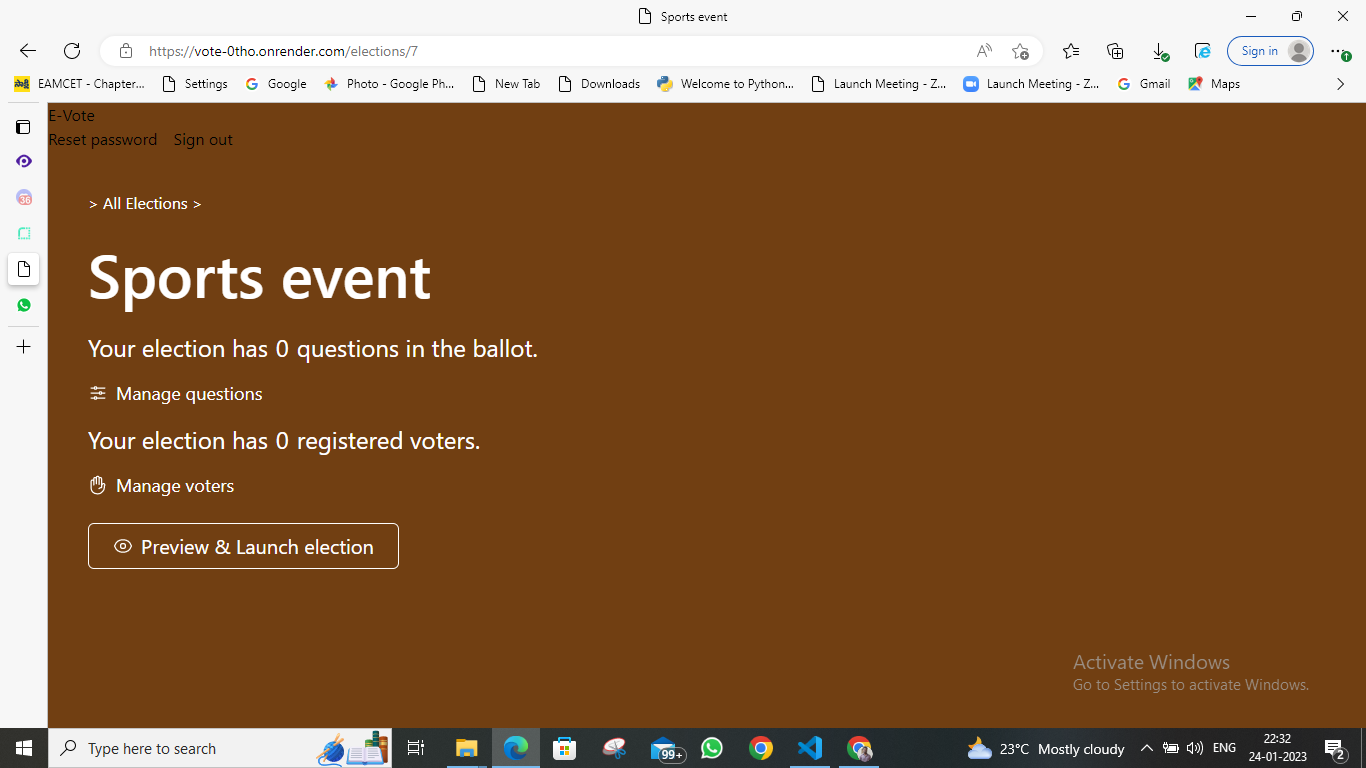 Sports event
https://vote-0tho.onrender.com/elections/7
Sign in
EAMCET - Chapter...
Settings
Google
Photo - Google Ph...
New Tab
Downloads
Welcome to Python...
Launch Meeting - Z...
Launch Meeting - Z...
Gmail
Maps
E-Vote
Reset password Sign out
> All Elections >
Sports event
Your election has 0 questions in the ballot.
Manage questions
Your election has 0 registered voters.
Manage voters
Preview & Launch election
Activate Windows
Go to Settings to activate Windows.
Type here to search
99+
23°C Mostly cloudy
ENG
22:32
24-01-2023
2